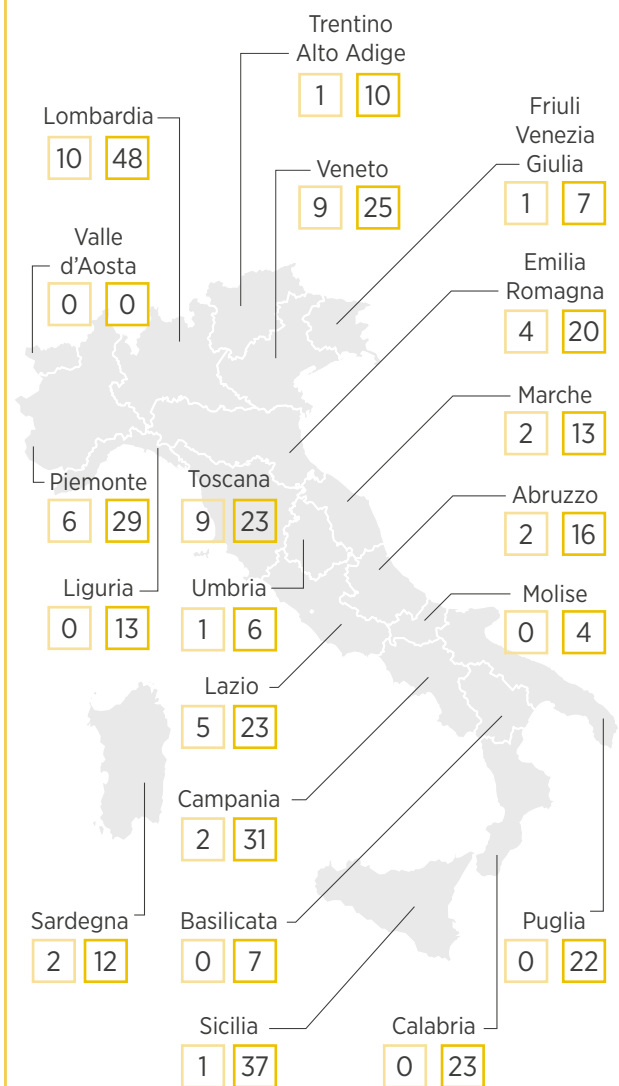 Trentino
Alto Adige
1 10
Lombardia
10 48
Friuli
Venezia
Giulia
1 7
Veneto
9 25
Valle
d'Aosta
0 0
Emilia
Romagna
4 20
Marche
2 13
Piemonte
6 29
Toscana
9 23
Abruzzo
2 16
Liguria
0 13
Umbria
1 6
Molise
0 4
Lazio
5 23
Campania
2 31
Sardegna
2 12
Basilicata
0 7
Puglia
0 22
Sicilia
1 37
Calabria
0 23